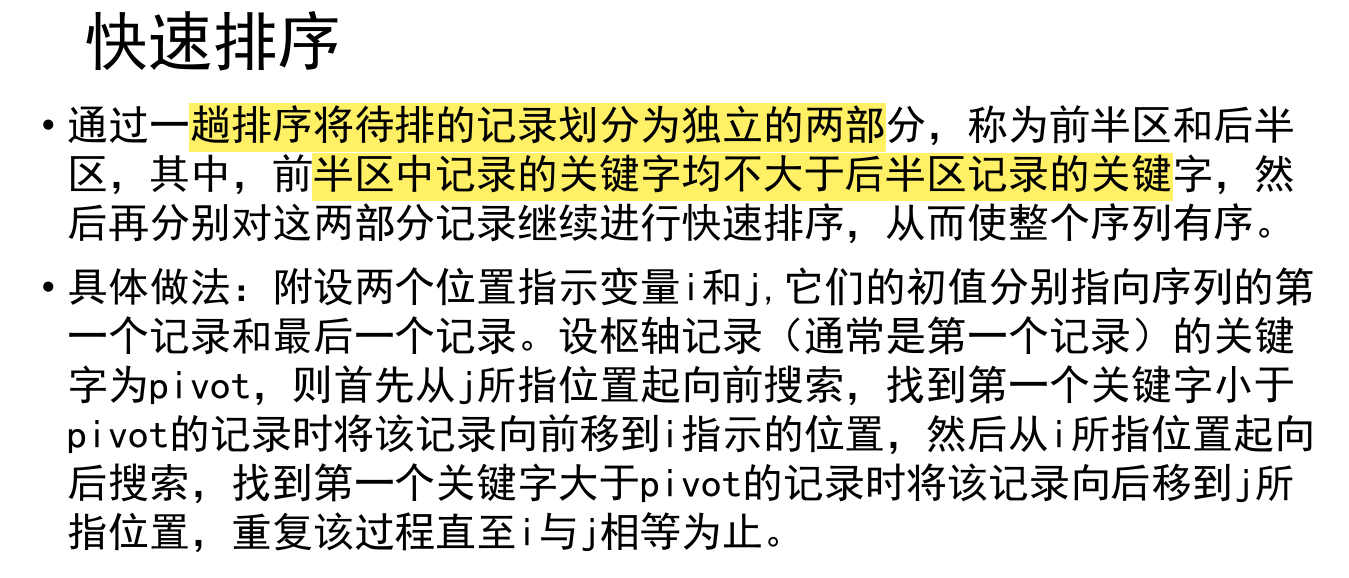 快速排序
• 通过一趟排序将待排的记录划分为独立的两部分，称为前半区和后半
区，其中，前半区中记录的关键字均不大于后半区记录的关键字，然
后再分别对这两部分记录继续进行快速排序，从而使整个序列有序。
• 具体做法：附设两个位置指示变量i和j,它们的初值分别指向序列的第
一个记录和最后一个记录。设枢轴记录（通常是第一个记录）的关键
字为pivot，则首先从j所指位置起向前搜索，找到第一个关键字小于
pivot的记录时将该记录向前移到i指示的位置，然后从i所指位置起向
后搜索，找到第一个关键字大于pivot的记录时将该记录向后移到j所
指位置，重复该过程直至i与j相等为止。